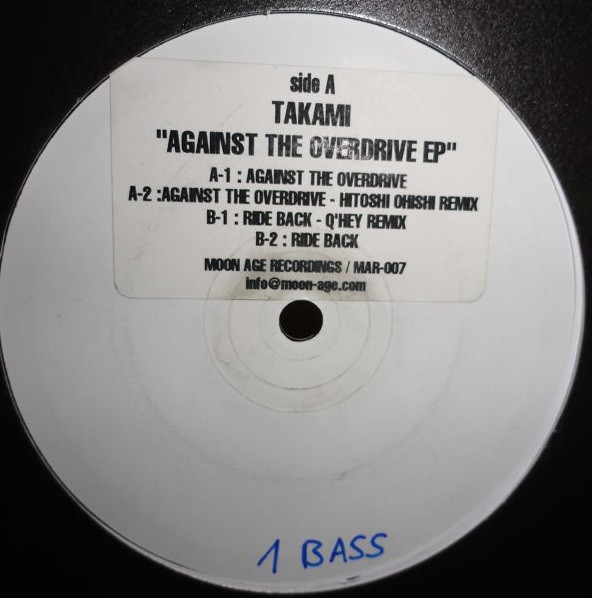 side A
TAKAMI
"AGAINST THE OVERDRIVE EP"
A-1 : AGAINST THE OVERDRIVE
A-2 :AGAINST THE OVERDRIVE - HITOSHI OHISHI REMIX
B-1 : RIDE BACK - Q'HEY REMIX
B-2 : RIDE BACK
MOON AGE RECORDINGS / MAR-007
info@moon-age.com
1 BASS